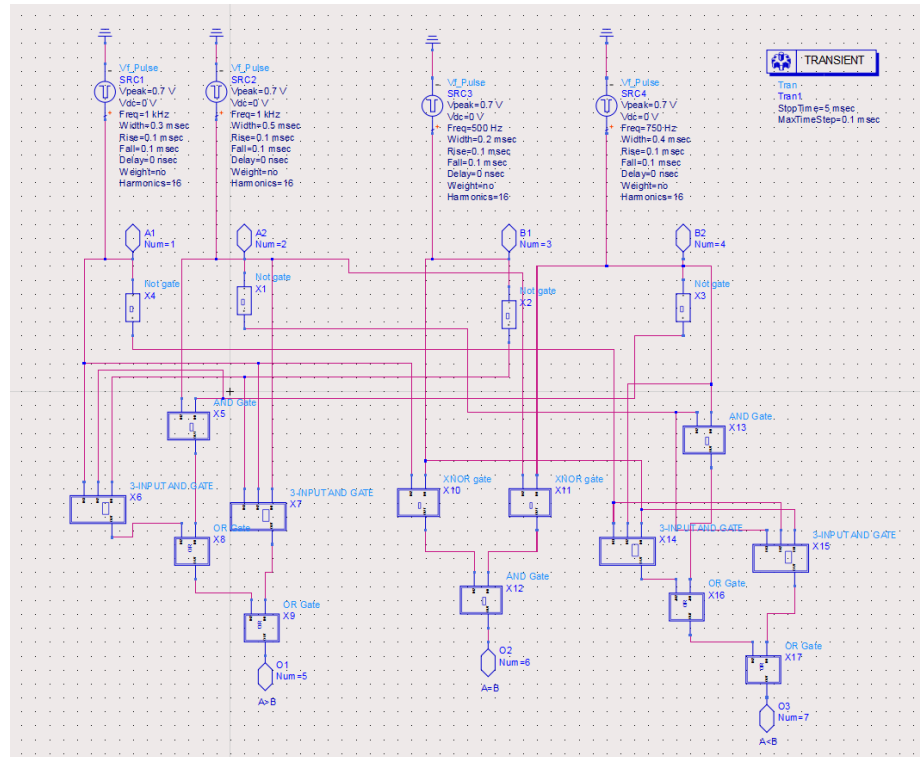 Vf_Pulse
SRC1
Vpeak=0.7 V
Vdc=0 V
Freq=1 kHz
Width=0.3 msec
Rise=0.1 msec
Fall=0.1 msec
Delay=0 nsec
Weight=no
Harmonics=16
Vf_Pulse
SRC2
Vpeak=0.7 V
Vdc=0 V
Freq=1 kHz
Width=0.5 msec
Rise=0.1 msec
Fall=0.1 msec
Delay=0 nsec
Weight=no
Harmonics=16
Vf_Pulse
SRC3
Vpeak=0.7 V
Vdc=0 V
Freq=500 Hz
Width=0.2 msec
Rise=0.1 msec
Fall=0.1 msec
Delay=0 nsec
Weight=no
Harmonics=16
Vf_Pulse
SRC4
Vpeak=0.7 V
Vdc=0 V
Freq=750 Hz
Width=0.4 msec
Rise=0.1 msec
Fall=0.1 msec
Delay=0 nsec
Weight=no
Harmonics=16
TRANSIENT
Tran
Tran1
StopTime=5 msec
MaxTimeStep=0.1 msec
A1
Num=1
A2
Num=2
B1
Num=3
B2
Num=4
Not gate
X4
Not gate
X1
Not gate
X2
Not gate
X3
AND Gate
X5
AND Gate
X13
3-INPUT AND GATE
X6
3-INPUT AND GATE
X7
XNOR gate
X10
XNOR gate
X11
OR Gate
X8
3-INPUT AND GATE
X14
3-INPUT AND GATE
X15
AND Gate
X12
OR Gate
X16
OR Gate
X9
OR Gate
X17
O1
Num=5
A>B
O2
Num=6
A=B
O3
Num=7
A<B